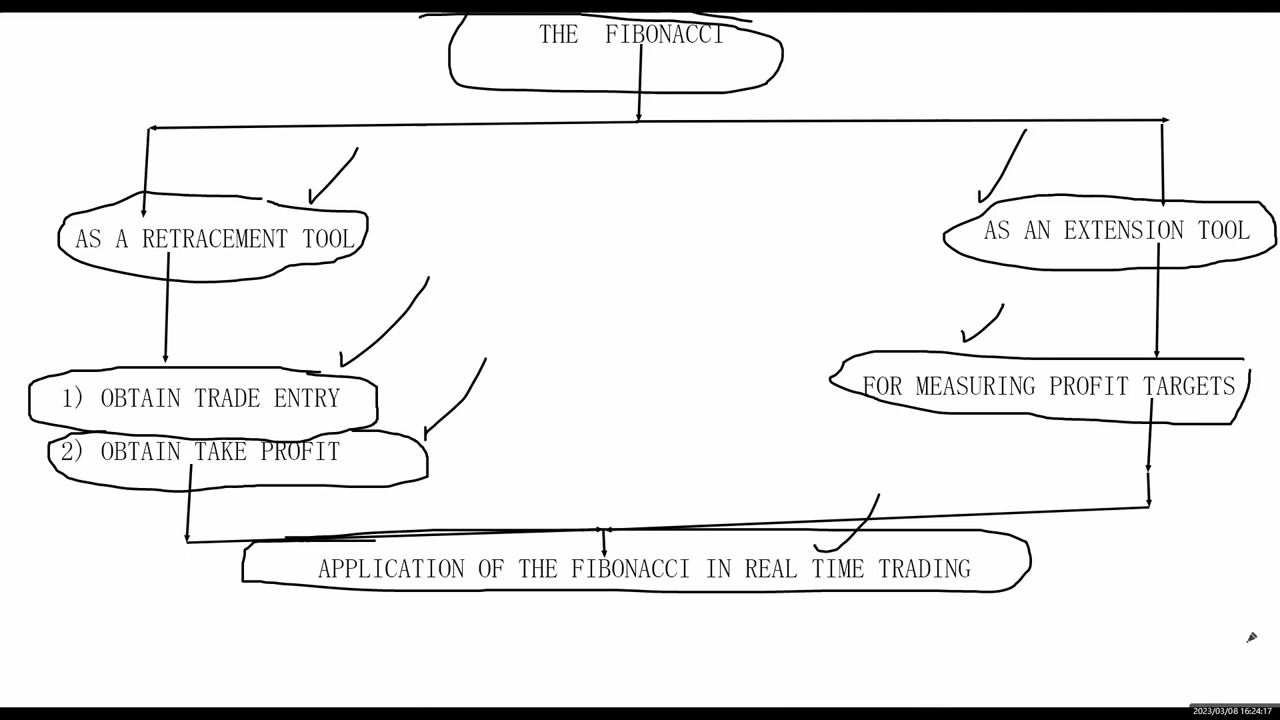 THE FIBONACCI
AS A RETRACEMENT TOOL
AS AN EXTENSION TOOL
1) OBTAIN TRADE ENTRY
2) OBTAIN TAKE PROFIT
FOR MEASURING PROFIT TARGETS
APPLICATION OF THE FIBONACCI IN REAL TIME TRADING
2023/03/08 16:24:17